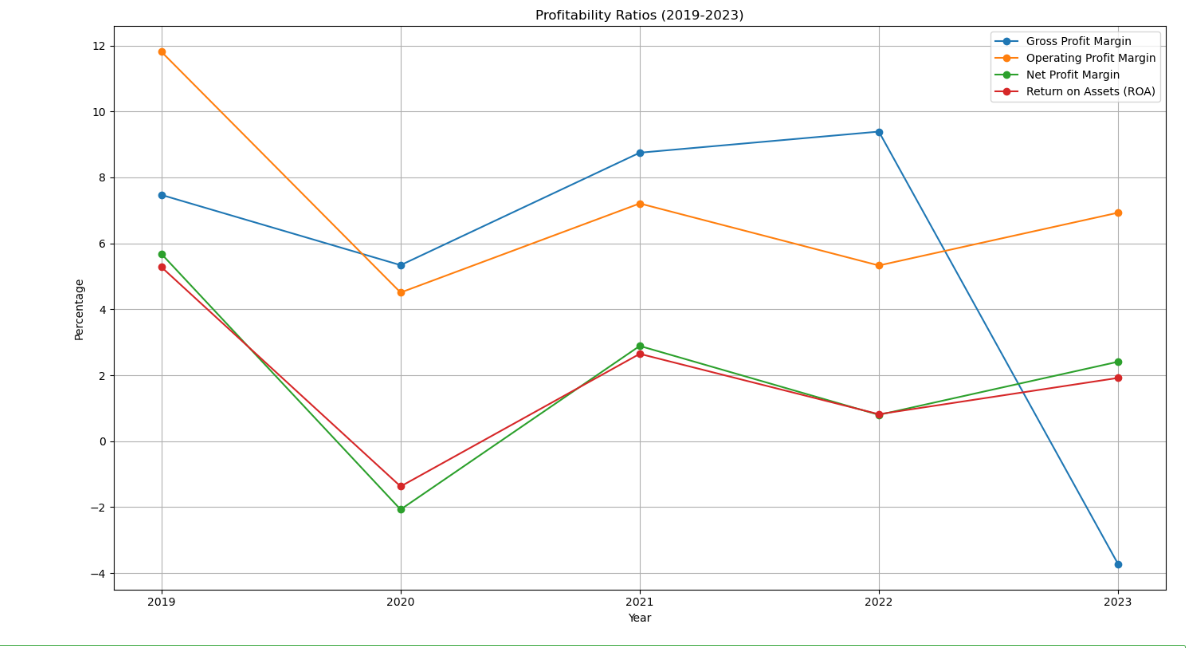 Profitability Ratios (2019-2023)
Gross Profit Margin
Operating Profit Margin
Net Profit Margin
Return on Assets (ROA)
12
10
8
6
4
2
0
−2
−4
Percentage
2019 2020 2021 2022 2023
Year